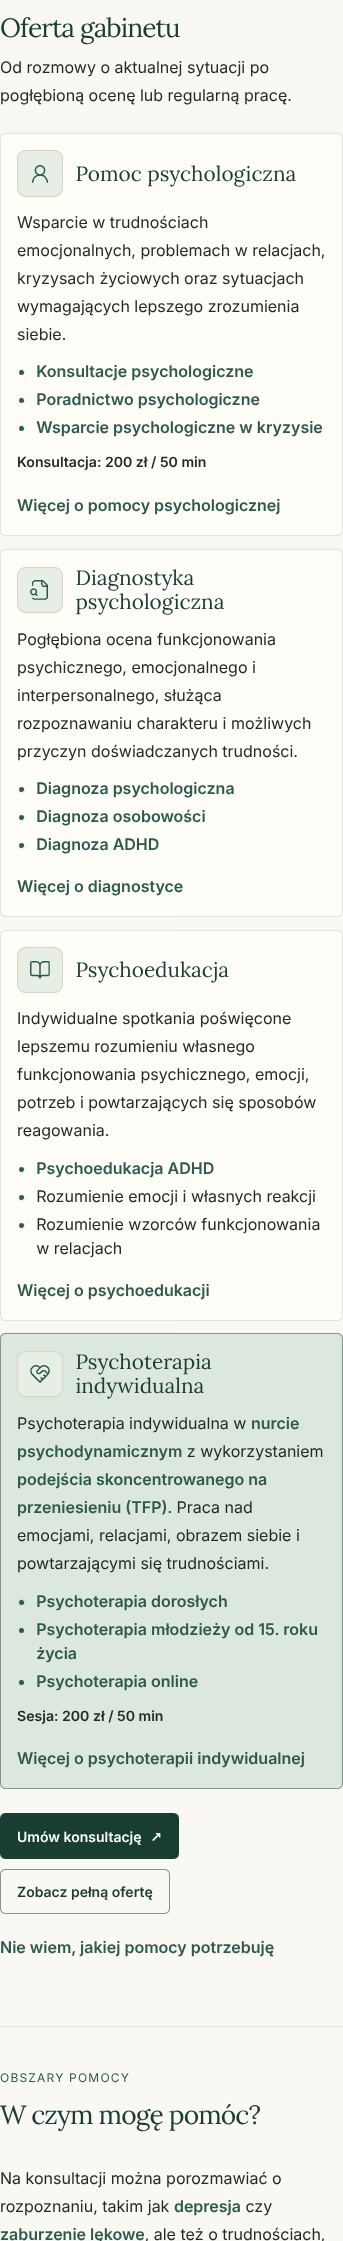 Oferta gabinetu
Od rozmowy o aktualnej sytuacji po
pogłębioną ocenę lub regularną pracę.
Pomoc psychologiczna
Wsparcie w trudnościach
emocjonalnych, problemach w relacjach,
kryzysach życiowych oraz sytuacjach
wymagających lepszego zrozumienia
siebie.
• Konsultacje psychologiczne
• Poradnictwo psychologiczne
• Wsparcie psychologiczne w kryzysie
Konsultacja: 200 zł / 50 min
Więcej o pomocy psychologicznej
Diagnostyka
psychologiczna
Pogłębiona ocena funkcjonowania
psychicznego, emocjonalnego i
interpersonalnego, służąca
rozpoznawaniu charakteru i możliwych
przyczyn doświadczanych trudności.
• Diagnoza psychologiczna
• Diagnoza osobowości
• Diagnoza ADHD
Więcej o diagnostyce
Psychoedukacja
Indywidualne spotkania poświęcone
lepszemu rozumieniu własnego
funkcjonowania psychicznego, emocji,
potrzeb i powtarzających się sposobów
reagowania.
• Psychoedukacja ADHD
• Rozumienie emocji i własnych reakcji
• Rozumienie wzorców funkcjonowania
w relacjach
Więcej o psychoedukacji
Psychoterapia
indywidualna
Psychoterapia indywidualna w nurcie
psychodynamicznym z wykorzystaniem
podejścia skoncentrowanego na
przeniesieniu (TFP). Praca nad
emocjami, relacjami, obrazem siebie i
powtarzającymi się trudnościami.
• Psychoterapia dorosłych
• Psychoterapia młodzieży od 15. roku
życia
• Psychoterapia online
Sesja: 200 zł / 50 min
Więcej o psychoterapii indywidualnej
Umów konsultację ↗
Zobacz pełną ofertę
Nie wiem, jakiej pomocy potrzebuję
OBSZARY POMOCY
W czym mogę pomóc?
Na konsultacji można porozmawiać o
rozpoznaniu, takim jak depresja czy
zaburzenie lękowe, ale też o trudnościach,